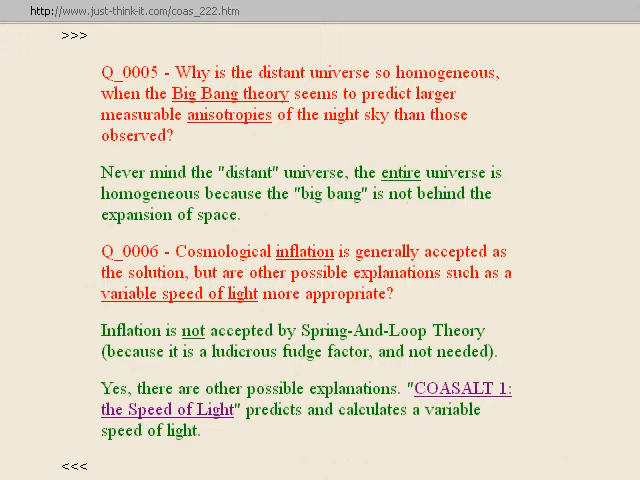 http://www.just-think-it.com/coas_222.htm
>>>
Q_0005 - Why is the distant universe so homogeneous,
when the Big Bang theory seems to predict larger
measurable anisotropies of the night sky than those
observed?
Never mind the "distant" universe, the entire universe is
homogeneous because the "big bang" is not behind the
expansion of space.
Q_0006 - Cosmological inflation is generally accepted as
the solution, but are other possible explanations such as a
variable speed of light more appropriate?
Inflation is not accepted by Spring-And-Loop Theory
(because it is a ludicrous fudge factor, and not needed).
Yes, there are other possible explanations. "COASALT 1:
the Speed of Light" predicts and calculates a variable
speed of light.
<<<